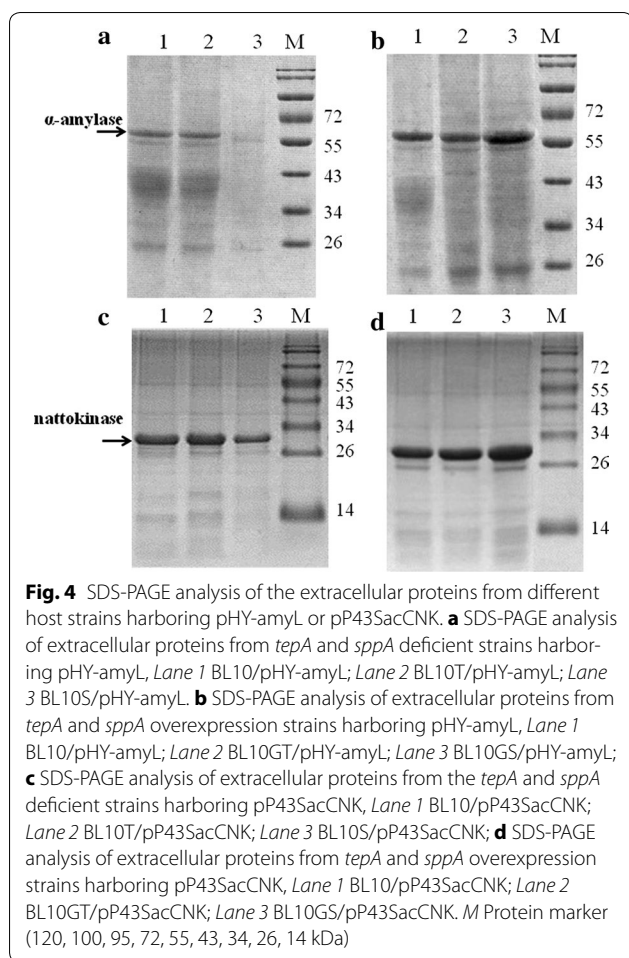 a 1 2 3 M
b 1 2 3 M
α-amylase
72
55
43
34
26
72
55
43
34
26
c 1 2 3 M
d 1 2 3 M
nattokinase
72
55
43
34
26
14
72
55
43
34
26
14
Fig. 4 SDS-PAGE analysis of the extracellular proteins from different
host strains harboring pHY-amyL or pP43SacCNK. a SDS-PAGE analysis
of extracellular proteins from tepA and sppA deficient strains harbor-
ing pHY-amyL, Lane 1 BL10/pHY-amyL; Lane 2 BL10T/pHY-amyL; Lane
3 BL10S/pHY-amyL. b SDS-PAGE analysis of extracellular proteins from
tepA and sppA overexpression strains harboring pHY-amyL, Lane 1
BL10/pHY-amyL; Lane 2 BL10GT/pHY-amyL; Lane 3 BL10GS/pHY-amyL;
c SDS-PAGE analysis of extracellular proteins from the tepA and sppA
deficient strains harboring pP43SacCNK, Lane 1 BL10/pP43SacCNK;
Lane 2 BL10T/pP43SacCNK; Lane 3 BL10S/pP43SacCNK; d SDS-PAGE
analysis of extracellular proteins from tepA and sppA overexpression
strains harboring pP43SacCNK, Lane 1 BL10/pP43SacCNK; Lane 2
BL10GT/pP43SacCNK; Lane 3 BL10GS/pP43SacCNK. M Protein marker
(120, 100, 95, 72, 55, 43, 34, 26, 14 kDa)